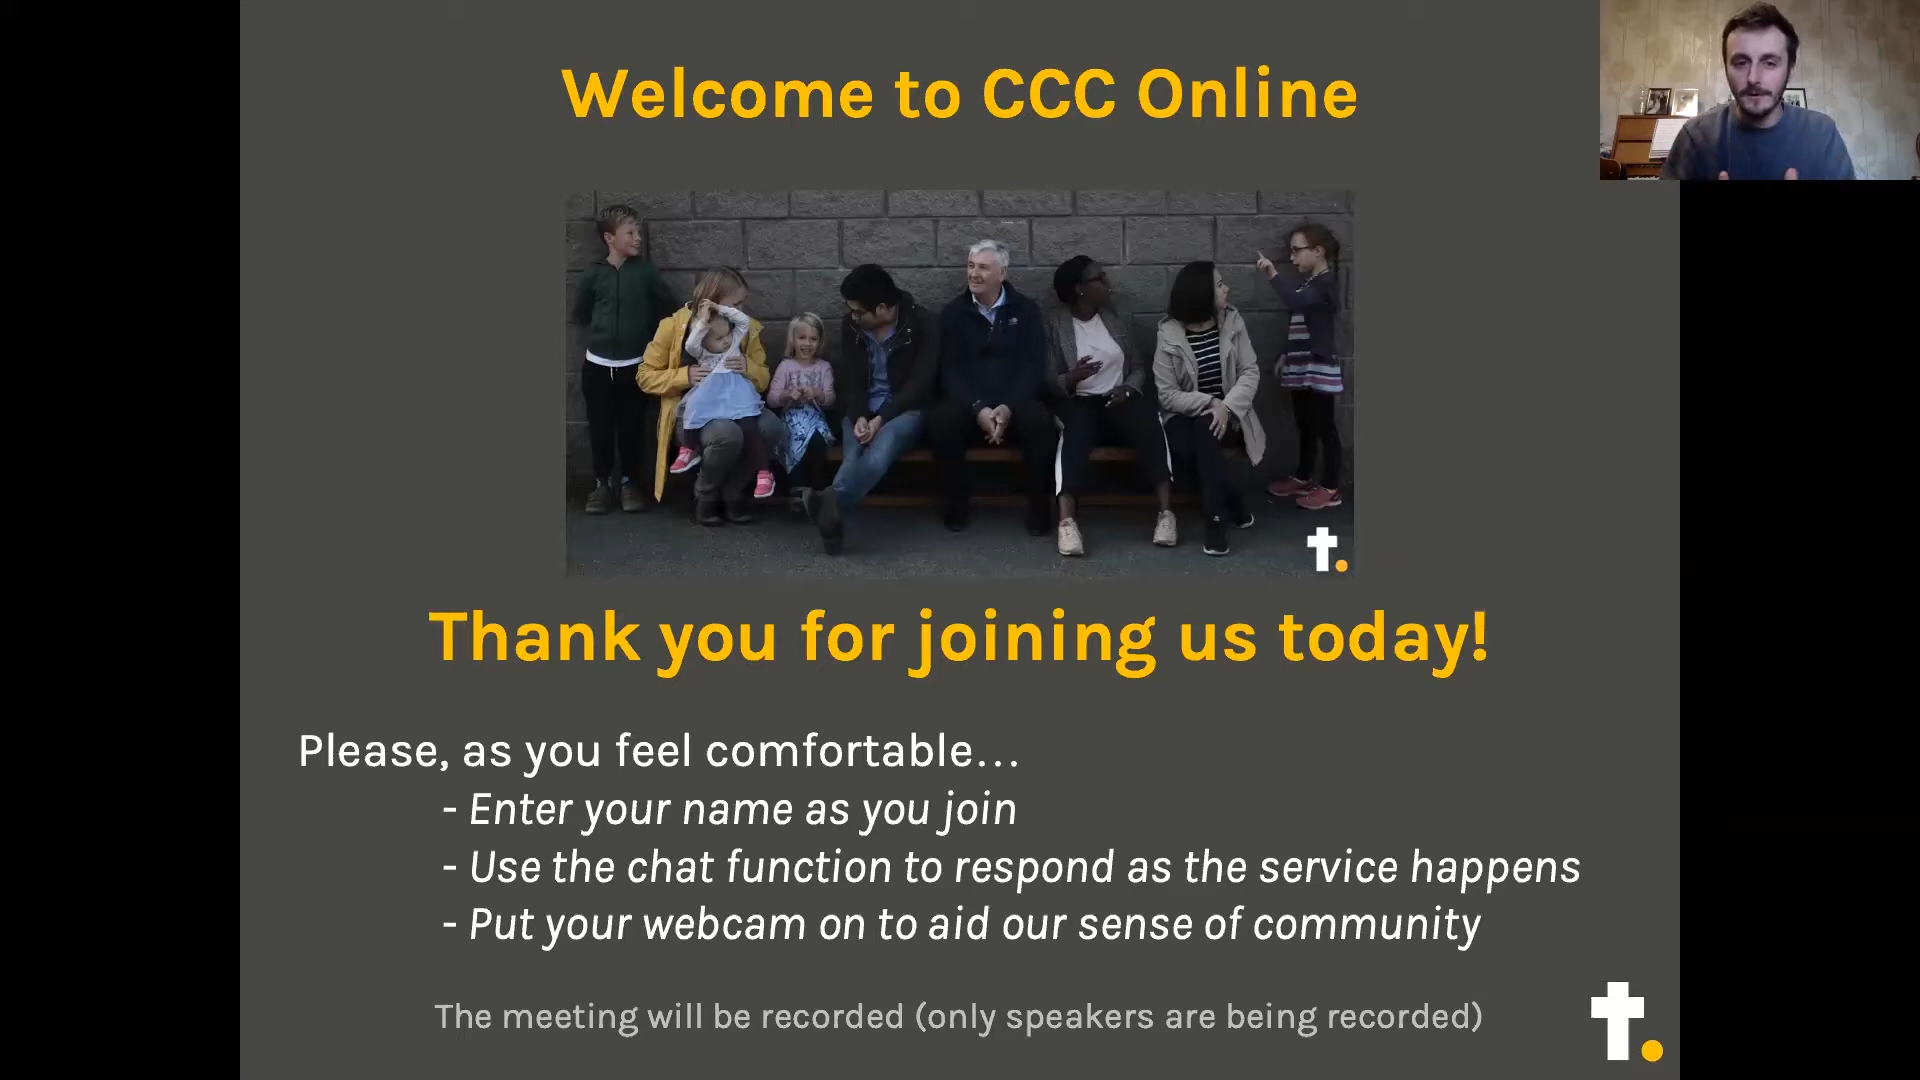 Welcome to CCC Online
Thank you for joining us today!
Please, as you feel comfortable...
- Enter your name as you join
- Use the chat function to respond as the service happens
- Put your webcam on to aid our sense of community
The meeting will be recorded (only speakers are being recorded)